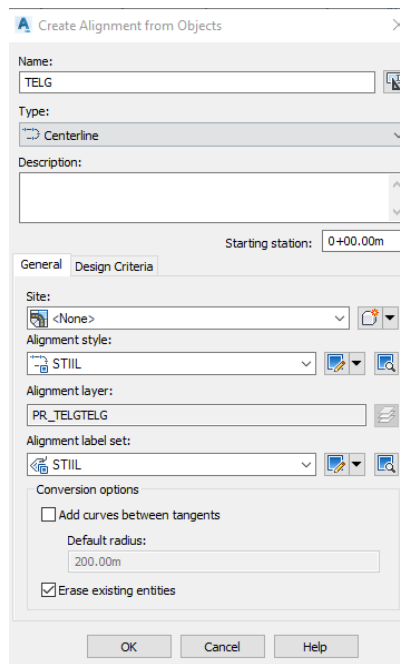 Create Alignment from Objects
Name:
TELG
Type:
Centerline
Description:
Starting station: 0+00.00m
General Design Criteria
Site:
<None>
Alignment style:
STIIL
Alignment layer:
PR_TELGTELG
Alignment label set:
STIIL
Conversion options
Add curves between tangents
Default radius:
200.00m
Erase existing entities
OK Cancel Help